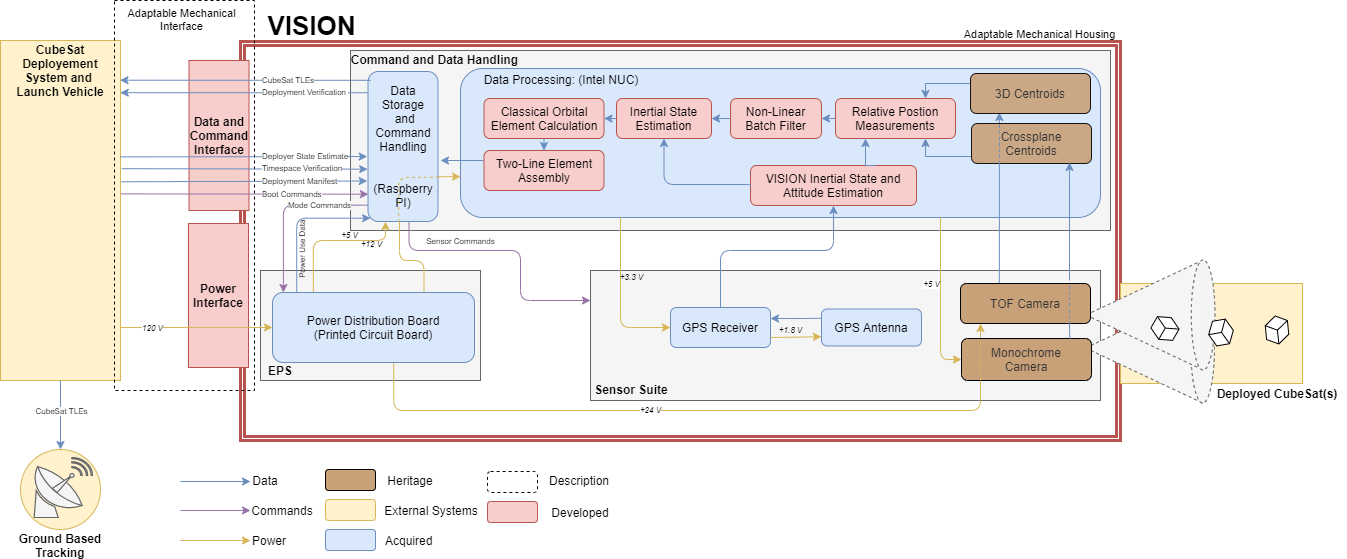 Adaptable Mechanical
Interface
VISION
Adaptable Mechanical Housing
CubeSat
Deployement
System and
Launch Vehicle
Command and Data Handling
Data Processing: (Intel NUC)
CubeSat TLEs
Deployment Verification
Data
Storage
and
Command
Handling
(Raspberry
PI)
Classical Orbital
Element Calculation
Inertial State
Estimation
Non-Linear
Batch Filter
Relative Postion
Measurements
3D Centroids
Crossplane
Centroids
Data and
Command
Interface
Deployer State Estimate
Timespace Verification
Deployment Manifest
Boot Commands
Mode Commands
Two-Line Element
Assembly
VISION Inertial State and
Attitude Estimation
Power Use Data
+5 V
+12 V
Sensor Commands
Power
Interface
+3.3 V
+5 V
TOF Camera
120 V
Power Distribution Board
(Printed Circuit Board)
GPS Receiver
+1.8 V
GPS Antenna
Monochrome
Camera
EPS
Sensor Suite
Deployed CubeSat(s)
+24 V
CubeSat TLEs
Ground Based
Tracking
Data
Heritage
Description
Commands
External Systems
Developed
Power
Acquired